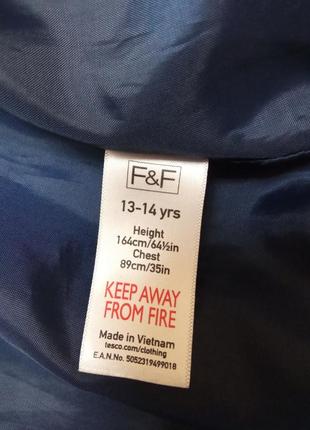 F&F
13-14 yrs
Height
164cm/64½in
Chest
89cm/35in
KEEP AWAY
FROM FIRE
Made in Vietnam
tesco.com/clothing
E.A.N.No. 5052319499018